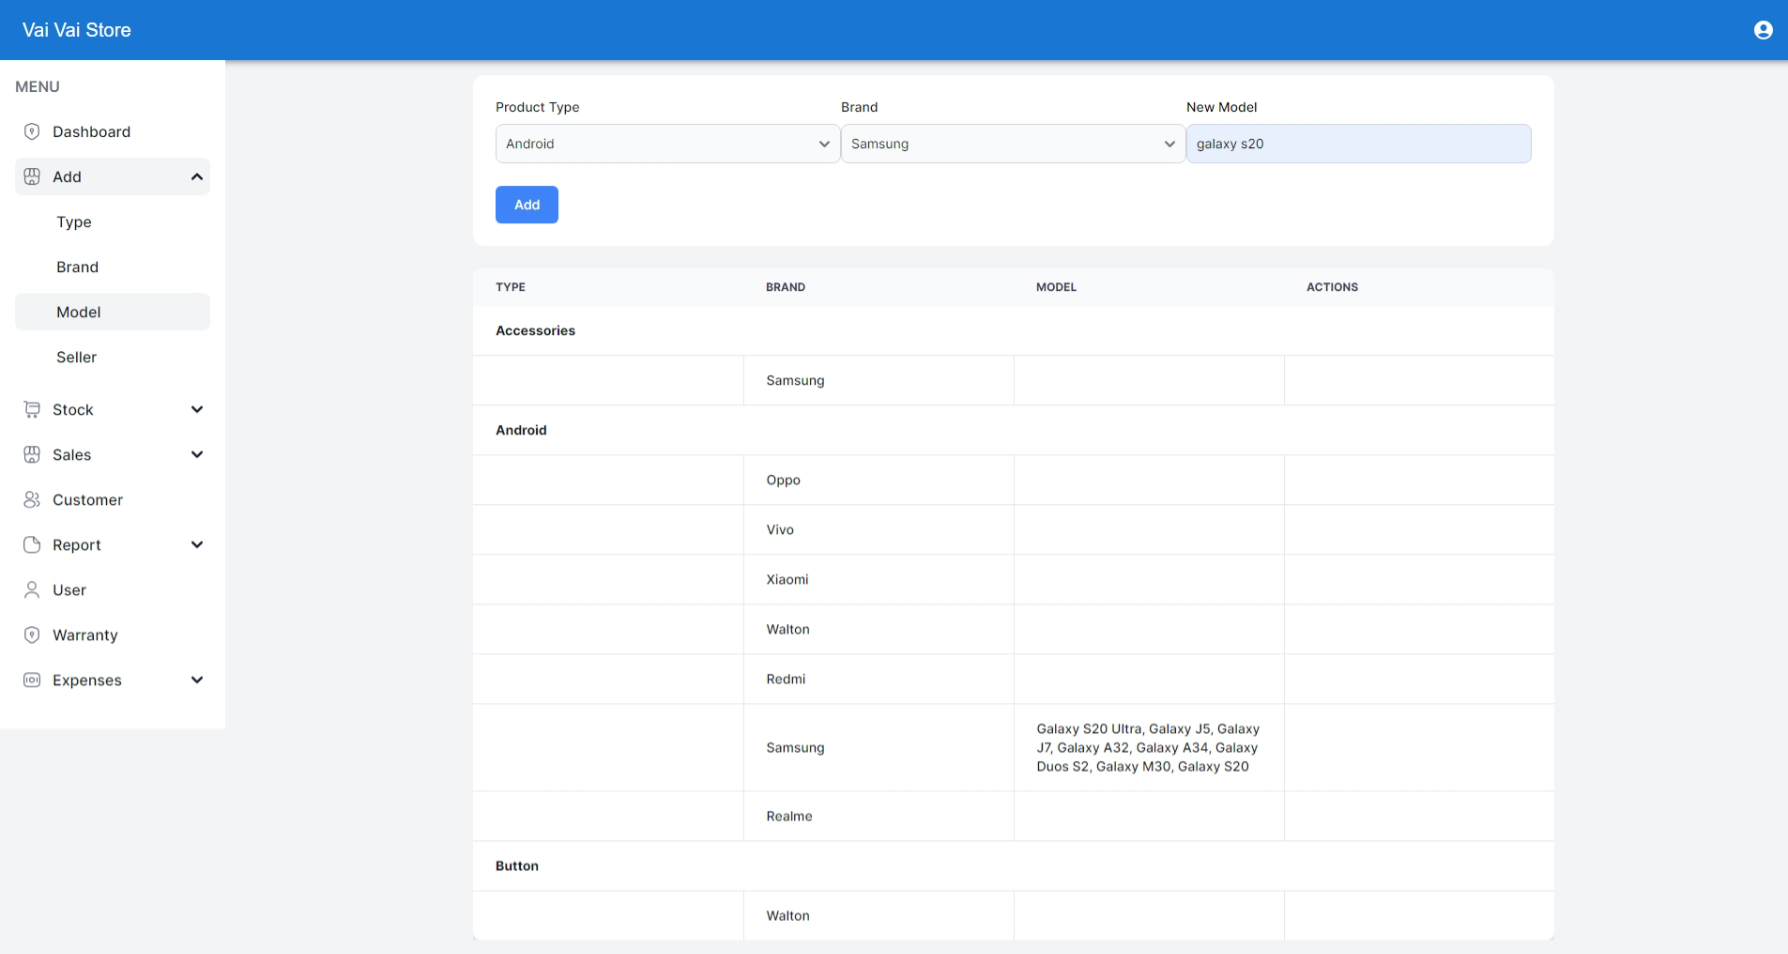 Vai Vai Store
MENU
Dashboard
Add
Type
Brand
Model
Seller
Stock
Sales
Customer
Report
User
Warranty
Expenses
Product Type
Brand
New Model
Android
Samsung
galaxy s20
Add
TYPE
BRAND
MODEL
ACTIONS
Accessories
Samsung
Android
Oppo
Vivo
Xiaomi
Walton
Redmi
Samsung
Galaxy S20 Ultra, Galaxy J5, Galaxy
J7, Galaxy A32, Galaxy A34, Galaxy
Duos S2, Galaxy M30, Galaxy S20
Realme
Button
Walton